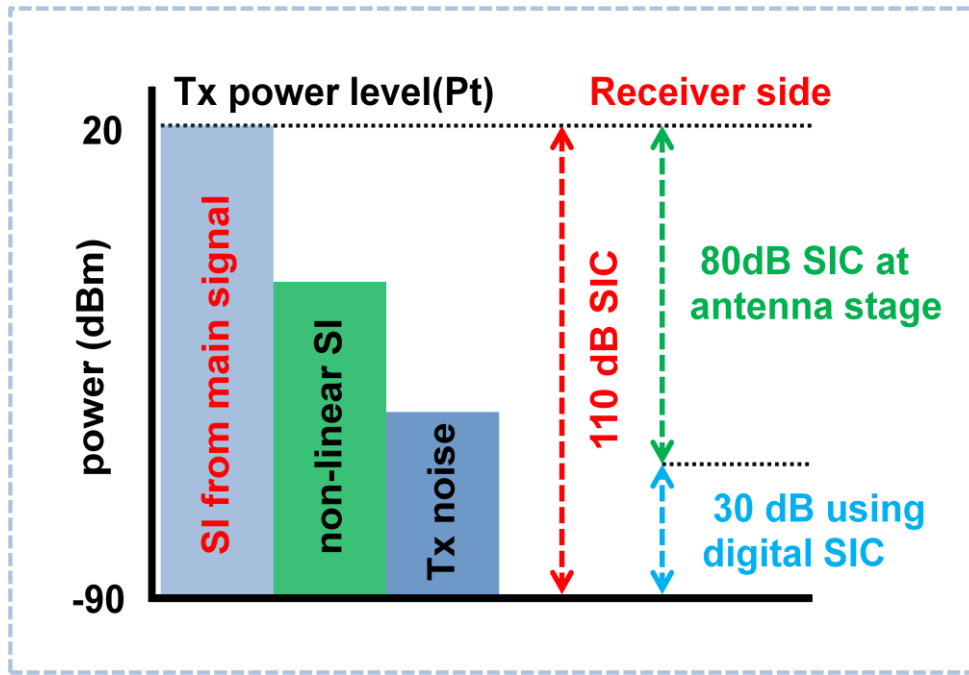 Tx power level(Pt)
Receiver side
20
-90
power (dBm)
SI from main signal
non-linear SI
Tx noise
110 dB SIC
80dB SIC at
antenna stage
30 dB using
digital SIC